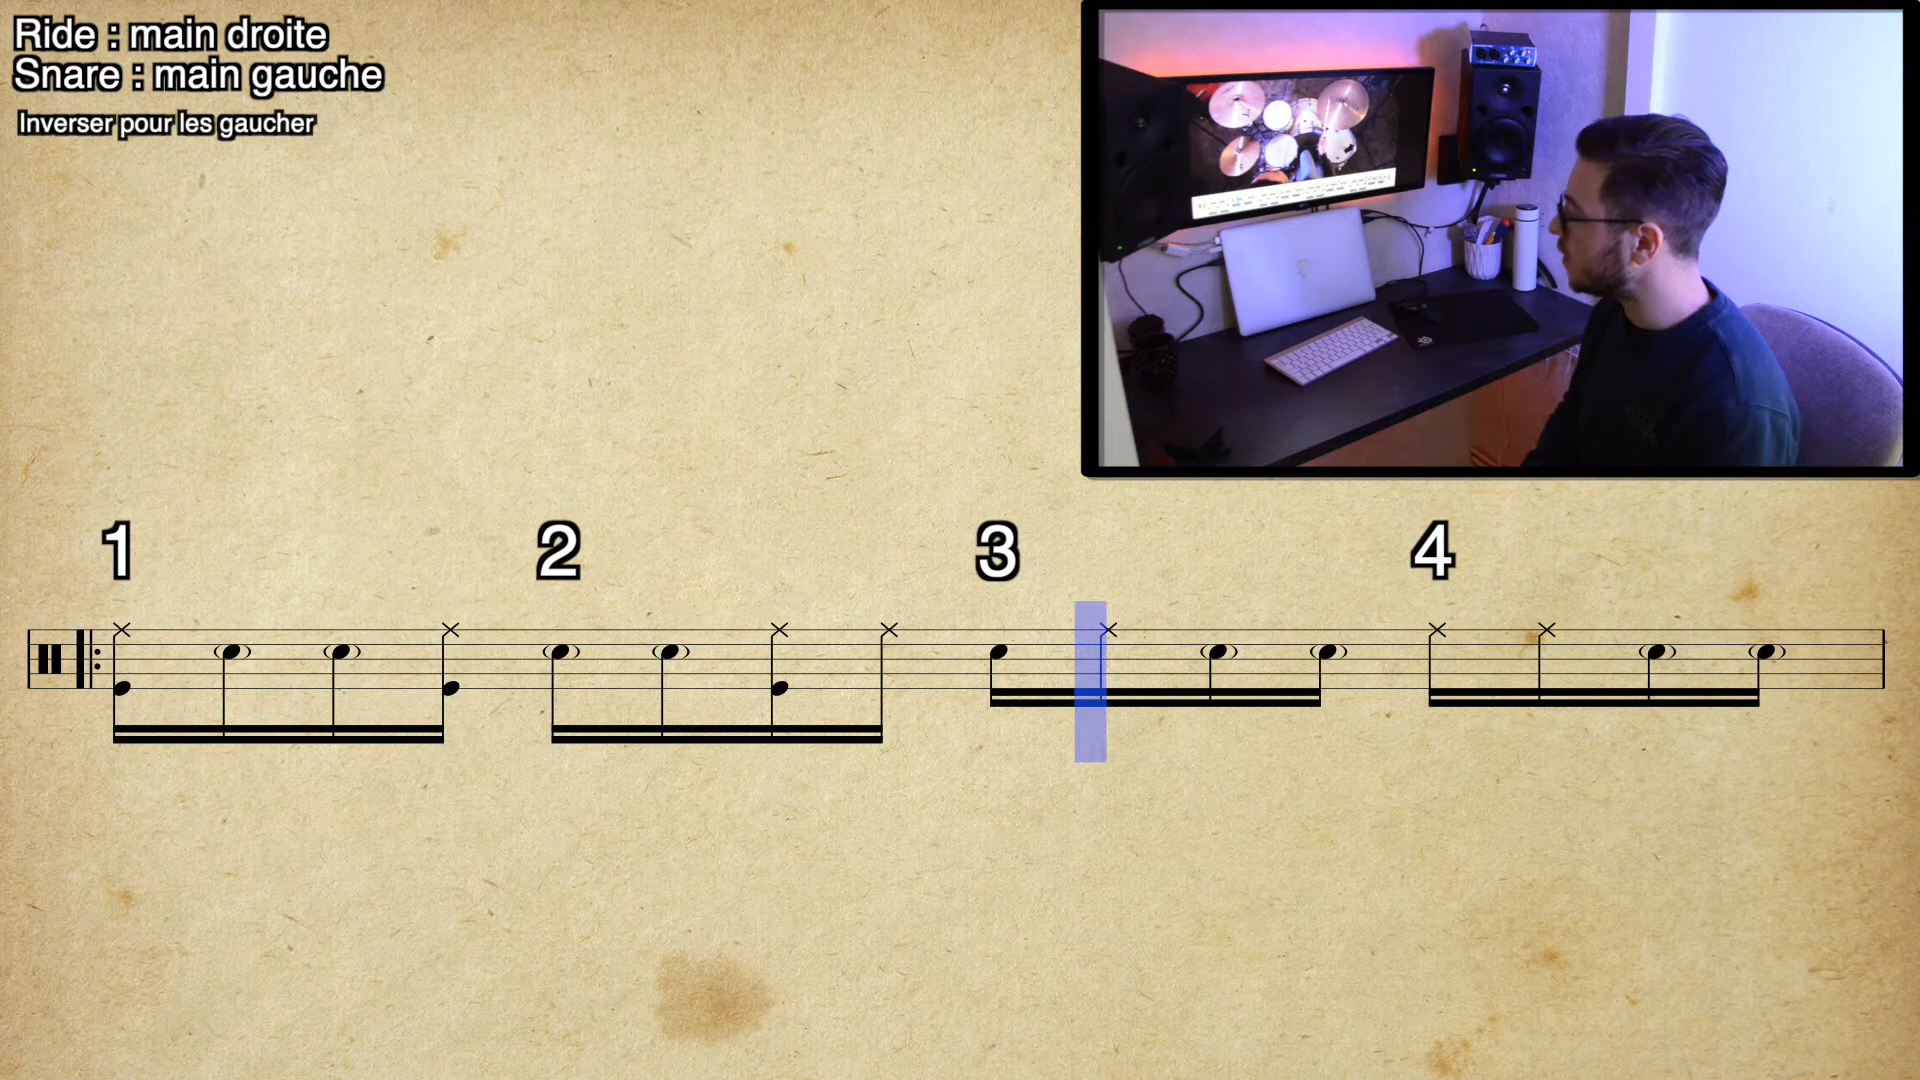 Ride : main droite
Snare : main gauche
Inverser pour les gaucher
1 2 3 4